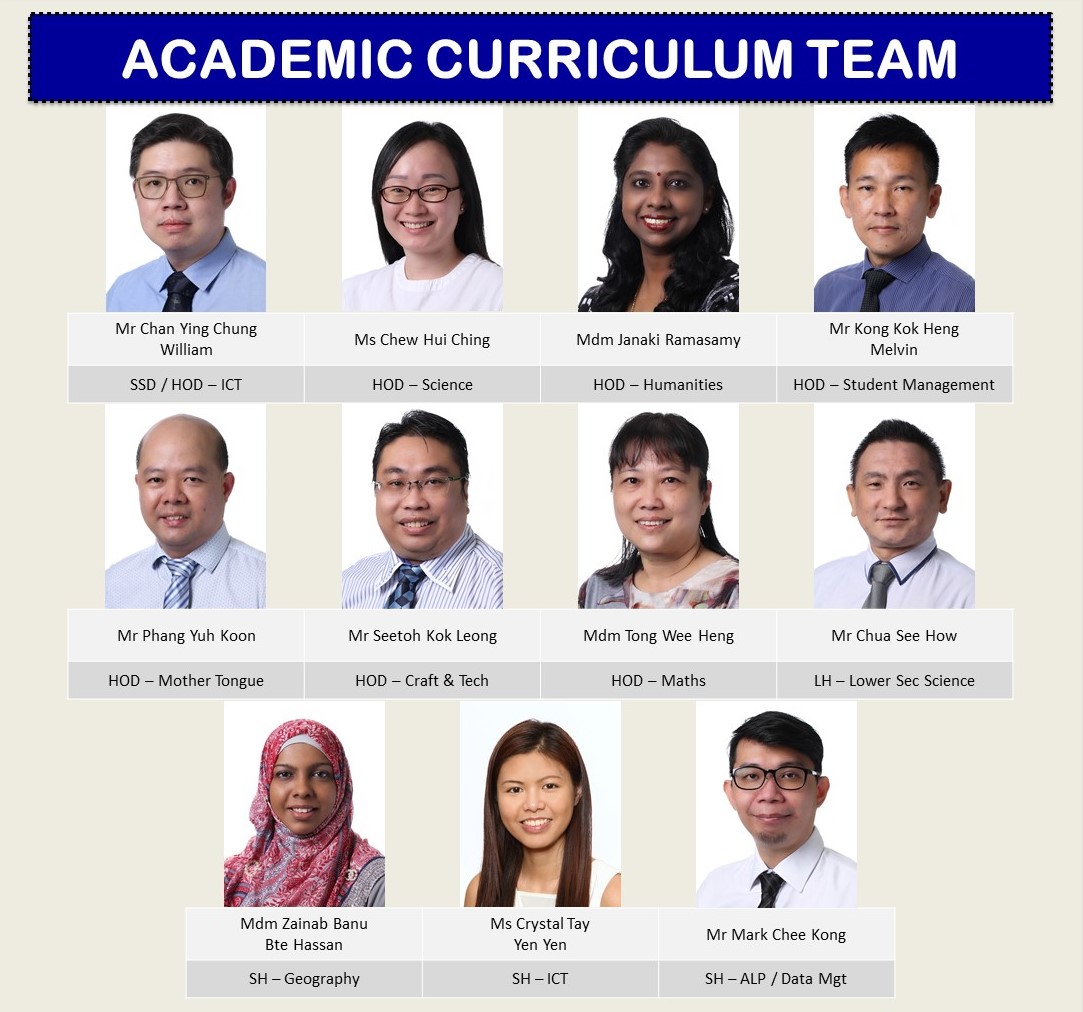 ACADEMIC CURRICULUM TEAM
Mr Chan Ying Chung
William
Ms Chew Hui Ching
Mdm Janaki Ramasamy
Mr Kong Kok Heng
Melvin
SSD / HOD – ICT
HOD – Science
HOD – Humanities
HOD – Student Management
Mr Phang Yuh Koon
Mr Seetoh Kok Leong
Mdm Tong Wee Heng
Mr Chua See How
HOD – Mother Tongue
HOD – Craft & Tech
HOD – Maths
LH – Lower Sec Science
Mdm Zainab Banu
Bte Hassan
Ms Crystal Tay
Yen Yen
Mr Mark Chee Kong
SH – Geography
SH – ICT
SH – ALP / Data Mgt